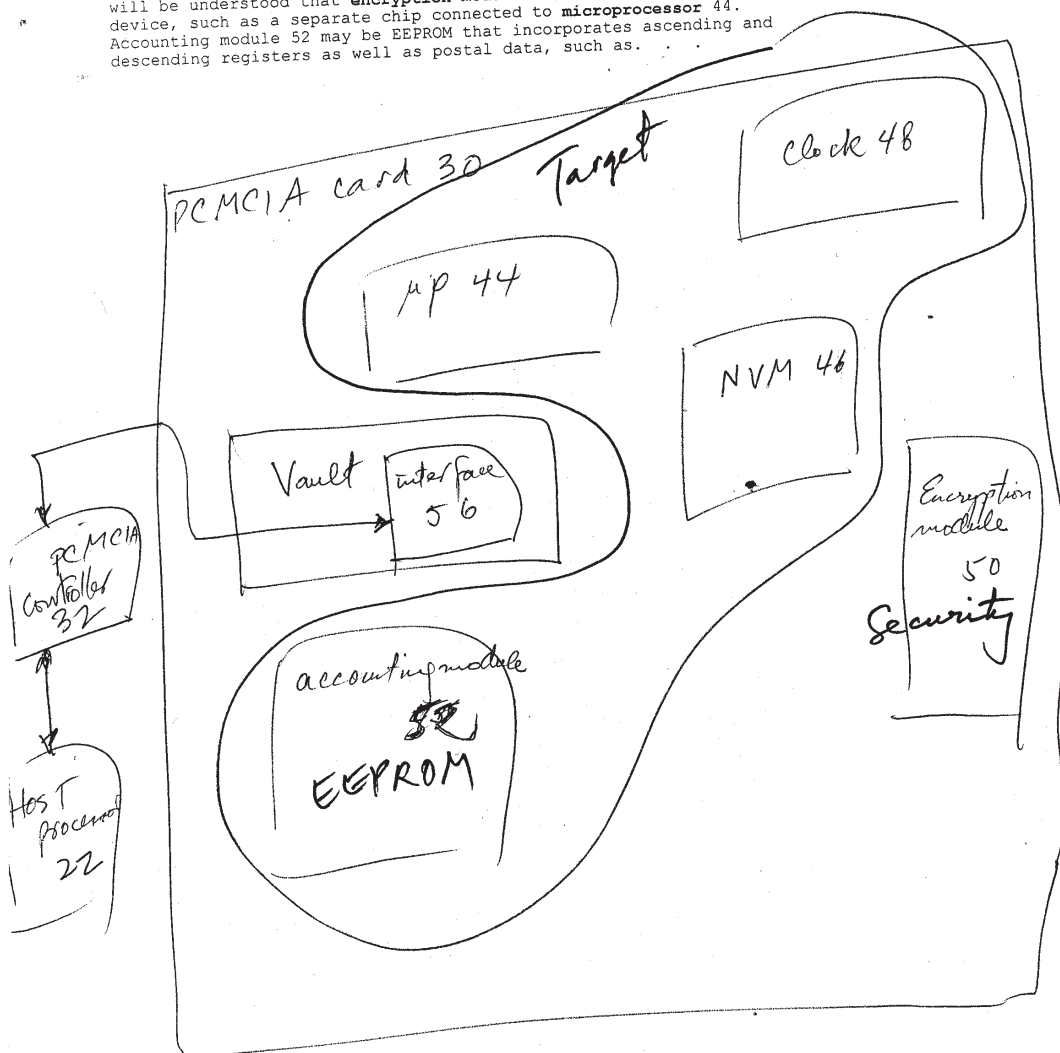 will be understood that encryption
device, such as a separate chip connected to microprocessor 44.
Accounting module 52 may be EEPROM that incorporates ascending and
descending registers as well as postal data, such as. . . .
PCMCIA card 30
Target
Clock 48
μp 44
NVM 46
Vault
interface
56
Encryption
module
50
Security
PCMCIA
Controller
32
accounting module
52
EEPROM
HosT
processor
22